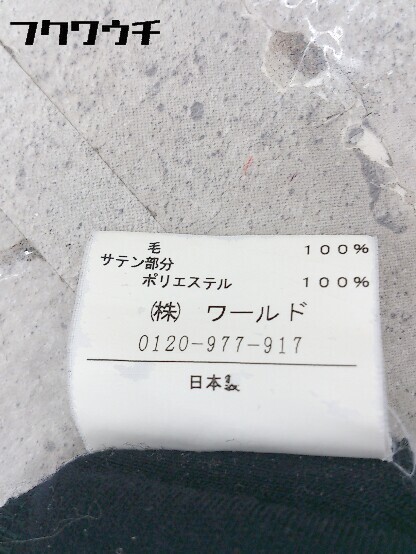 フクワウチ
毛 100%
サテン部分
ポリエステル 100%
㈱ ワールド
0120-977-917
日本製